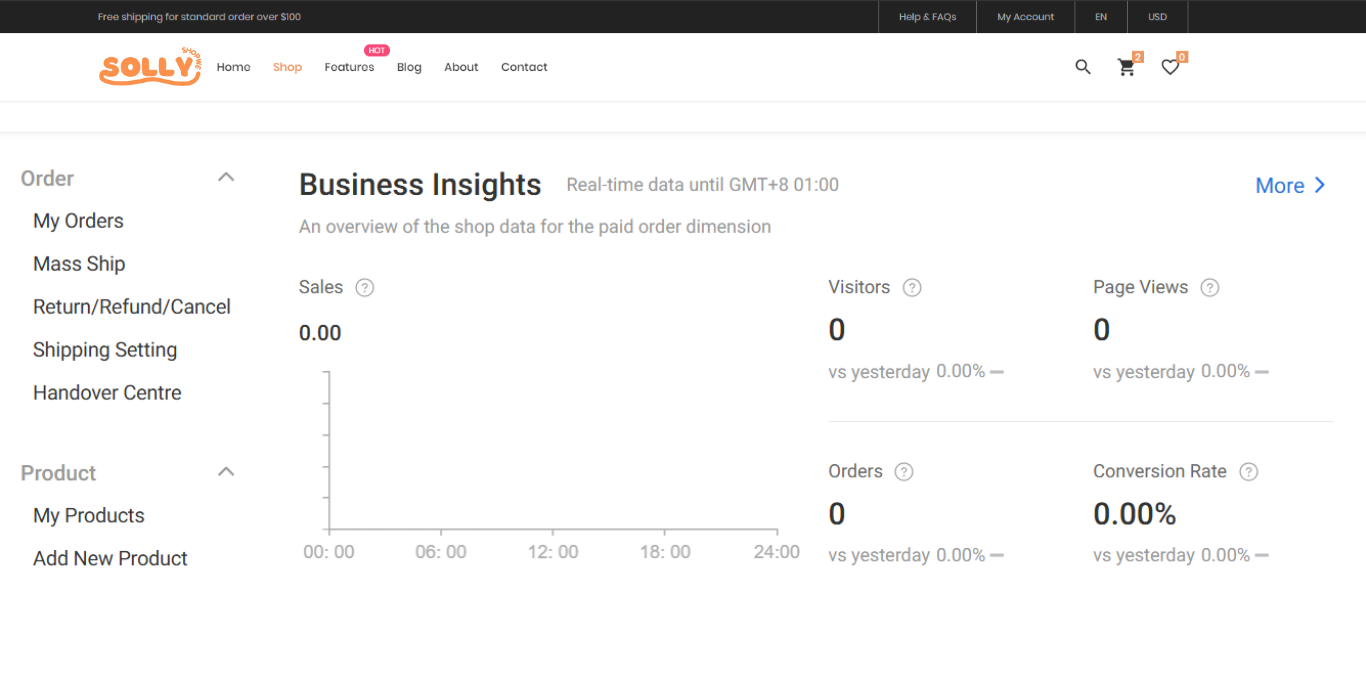 Free shipping for standard order over $100
Help & FAQs
My Account
EN
USD
SOLLY
SHOPWE
Home
Shop
Features
HOT
Blog
About
Contact
2
0
Order
My Orders
Mass Ship
Return/Refund/Cancel
Shipping Setting
Handover Centre
Product
My Products
Add New Product
Business Insights
Real-time data until GMT+8 01:00
More
An overview of the shop data for the paid order dimension
Sales ?
0.00
00: 00
06: 00
12: 00
18: 00
24:00
Visitors ?
0
vs yesterday 0.00%
Page Views ?
0
vs yesterday 0.00%
Orders ?
0
vs yesterday 0.00%
Conversion Rate ?
0.00%
vs yesterday 0.00%